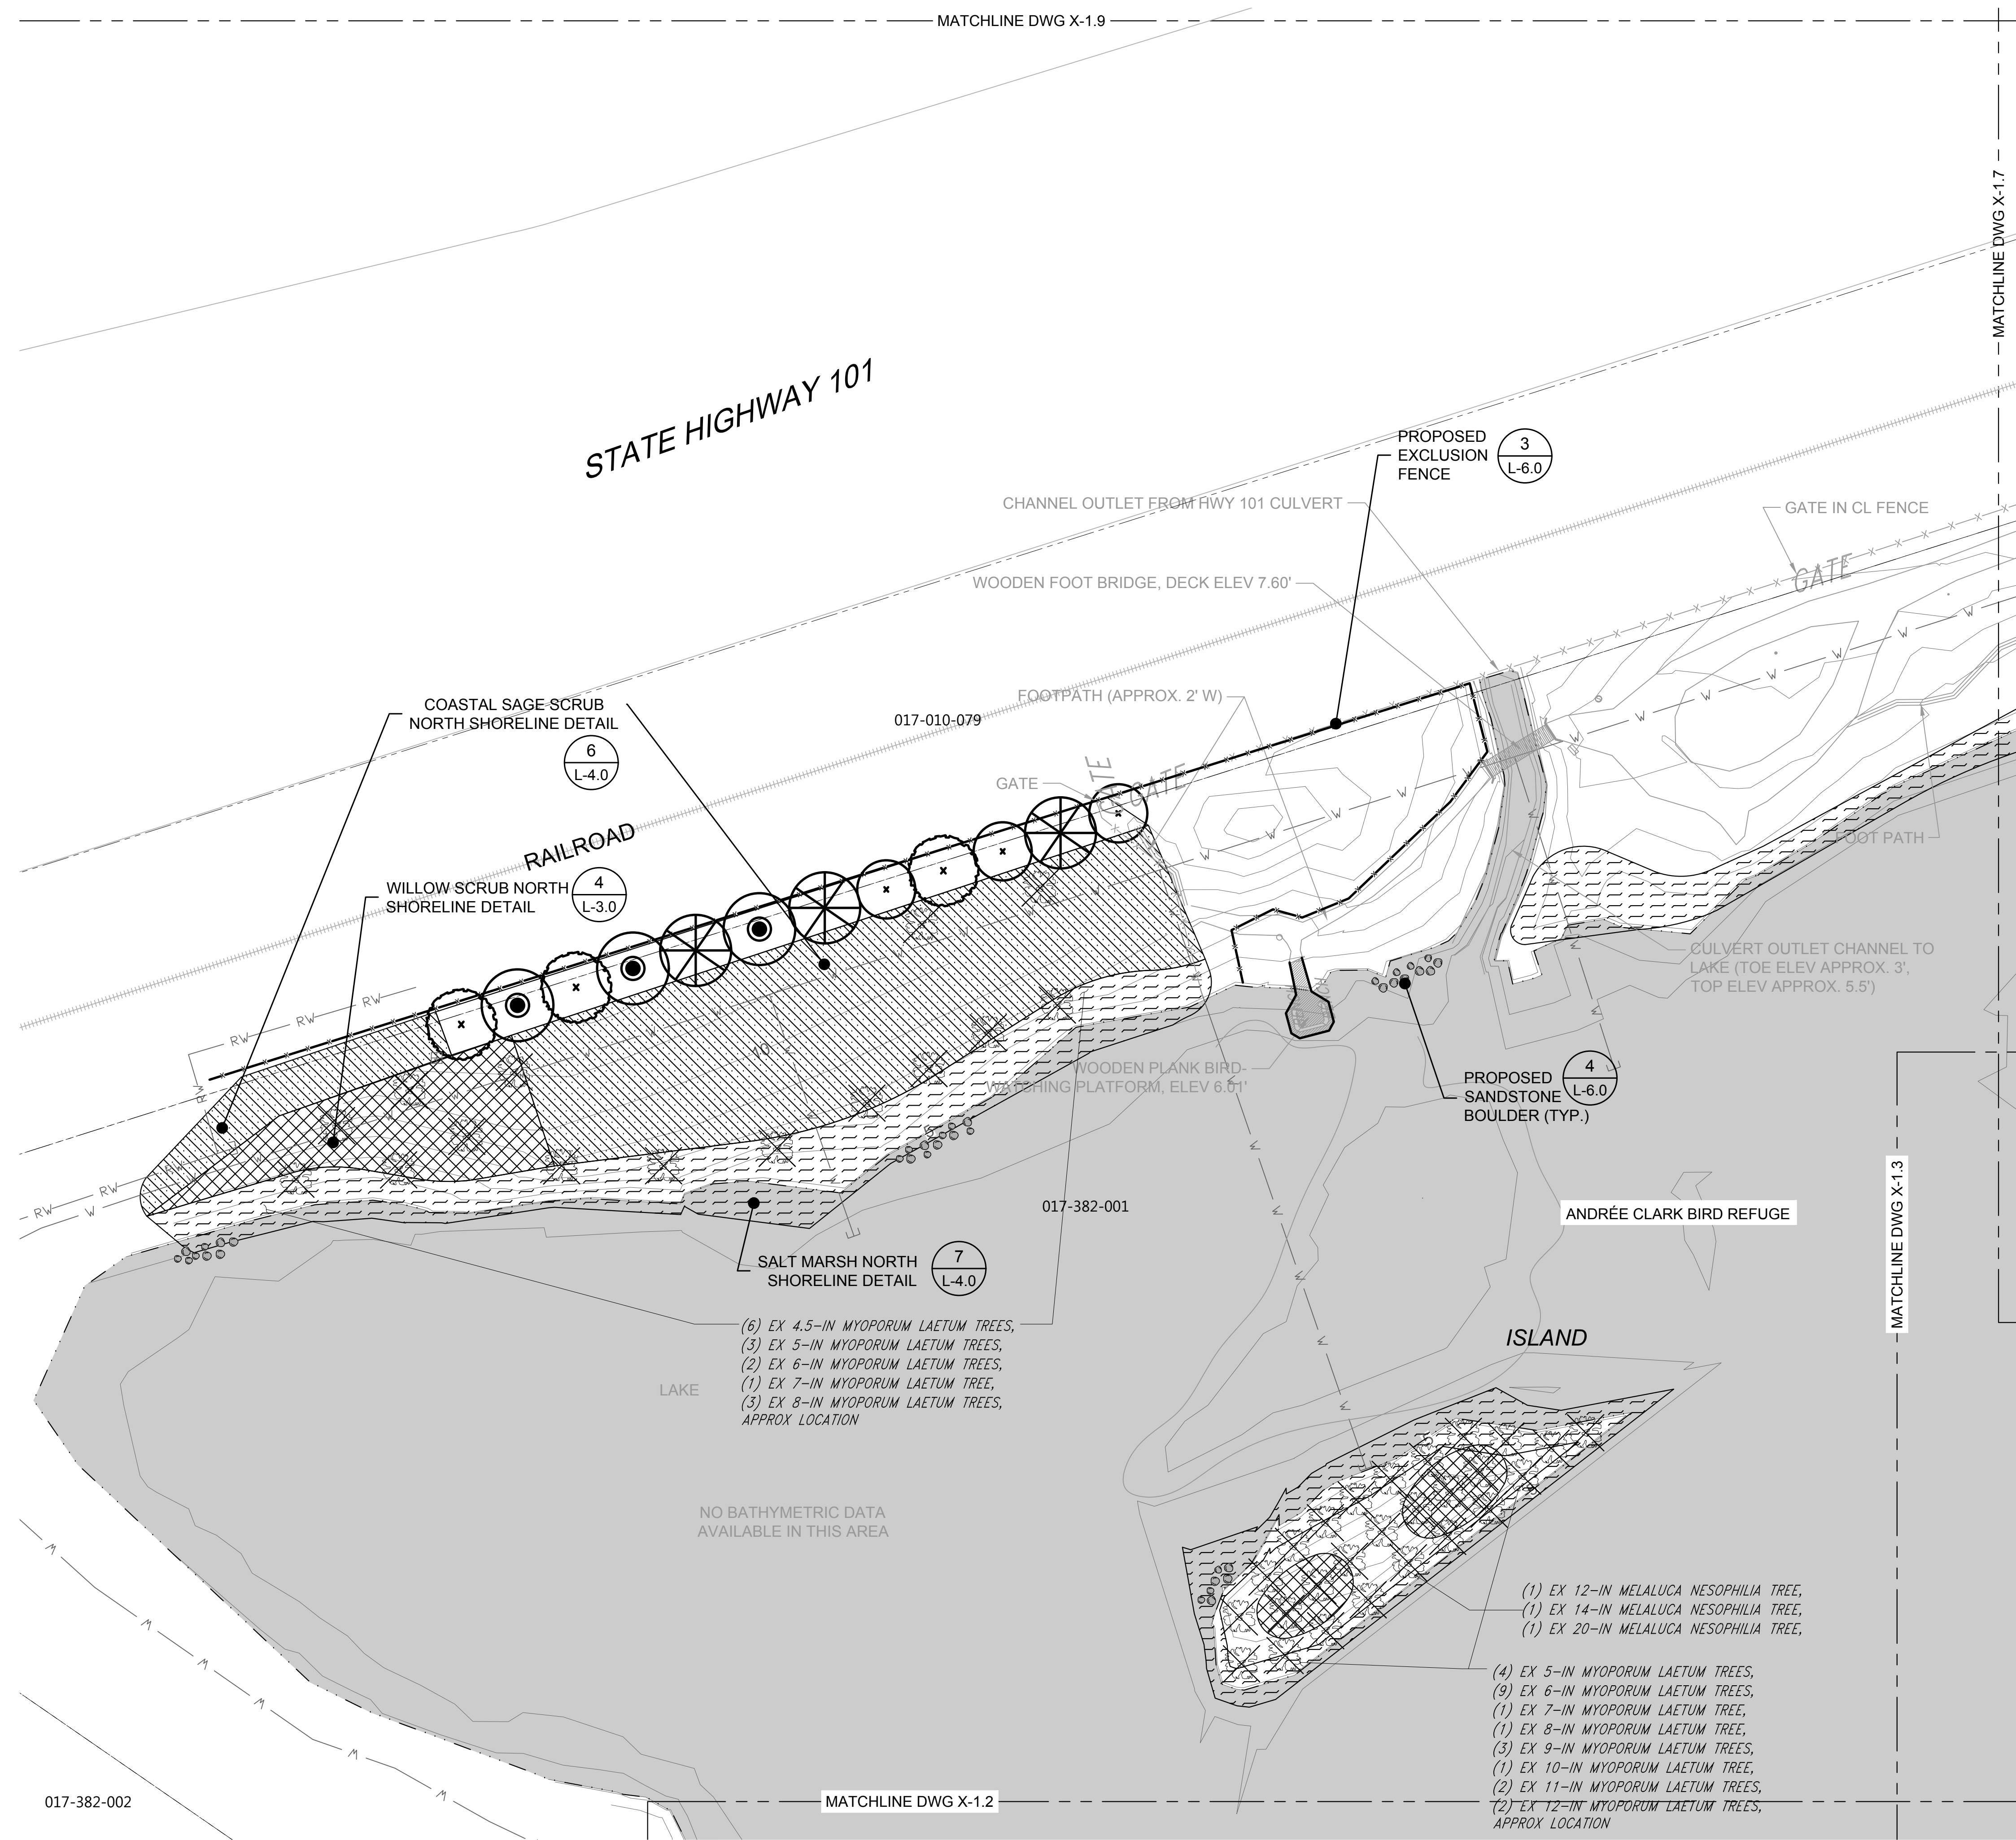 MATCHLINE DWG X-1.9
MATCHLINE DWG X-1.7
STATE HIGHWAY 101
PROPOSED
EXCLUSION
FENCE
3
L-6.0
CHANNEL OUTLET FROM HWY 101 CULVERT
GATE IN CL FENCE
GATE
WOODEN FOOT BRIDGE, DECK ELEV 7.60'
FOOTPATH (APPROX. 2' W)
COASTAL SAGE SCRUB
NORTH SHORELINE DETAIL
6
L-4.0
017-010-079
GATE
GATE
GATE
RAILROAD
WILLOW SCRUB NORTH
SHORELINE DETAIL
4
L-3.0
FOOT PATH
CULVERT OUTLET CHANNEL TO
LAKE (TOE ELEV APPROX. 3',
TOP ELEV APPROX. 5.5')
RW
RW
RW
RW
RW
RW
RW
W
W
W
W
W
W
W
W
W
W
10
WOODEN PLANK BIRD-
WATCHING PLATFORM, ELEV 6.01'
PROPOSED
SANDSTONE
BOULDER (TYP.)
4
L-6.0
017-382-001
ANDRÉE CLARK BIRD REFUGE
MATCHLINE DWG X-1.3
SALT MARSH NORTH
SHORELINE DETAIL
7
L-4.0
(6) EX 4.5-IN MYOPORUM LAETUM TREES,
(3) EX 5-IN MYOPORUM LAETUM TREES,
(2) EX 6-IN MYOPORUM LAETUM TREES,
(1) EX 7-IN MYOPORUM LAETUM TREE,
(3) EX 8-IN MYOPORUM LAETUM TREES,
APPROX LOCATION
ISLAND
LAKE
NO BATHYMETRIC DATA
AVAILABLE IN THIS AREA
(1) EX 12-IN MELALUCA NESOPHILIA TREE,
(1) EX 14-IN MELALUCA NESOPHILIA TREE,
(1) EX 20-IN MELALUCA NESOPHILIA TREE,
(4) EX 5-IN MYOPORUM LAETUM TREES,
(9) EX 6-IN MYOPORUM LAETUM TREES,
(1) EX 7-IN MYOPORUM LAETUM TREE,
(1) EX 8-IN MYOPORUM LAETUM TREE,
(3) EX 9-IN MYOPORUM LAETUM TREES,
(1) EX 10-IN MYOPORUM LAETUM TREE,
(2) EX 11-IN MYOPORUM LAETUM TREES,
(2) EX 12-IN MYOPORUM LAETUM TREES,
APPROX LOCATION
017-382-002
MATCHLINE DWG X-1.2